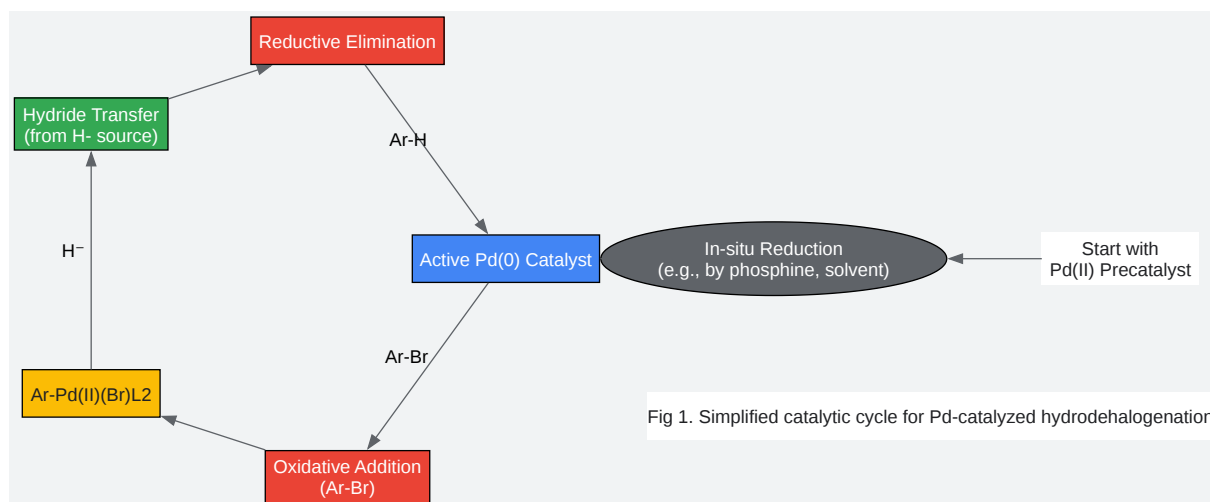 Reductive Elimination
Hydride Transfer
(from H- source)
Ar-H
H⁻
Active Pd(0) Catalyst
In-situ Reduction
(e.g., by phosphine, solvent)
Start with
Pd(II) Precatalyst
Ar-Br
Ar-Pd(II)(Br)L2
Fig 1. Simplified catalytic cycle for Pd-catalyzed hydrodehalogenation
Oxidative Addition
(Ar-Br)